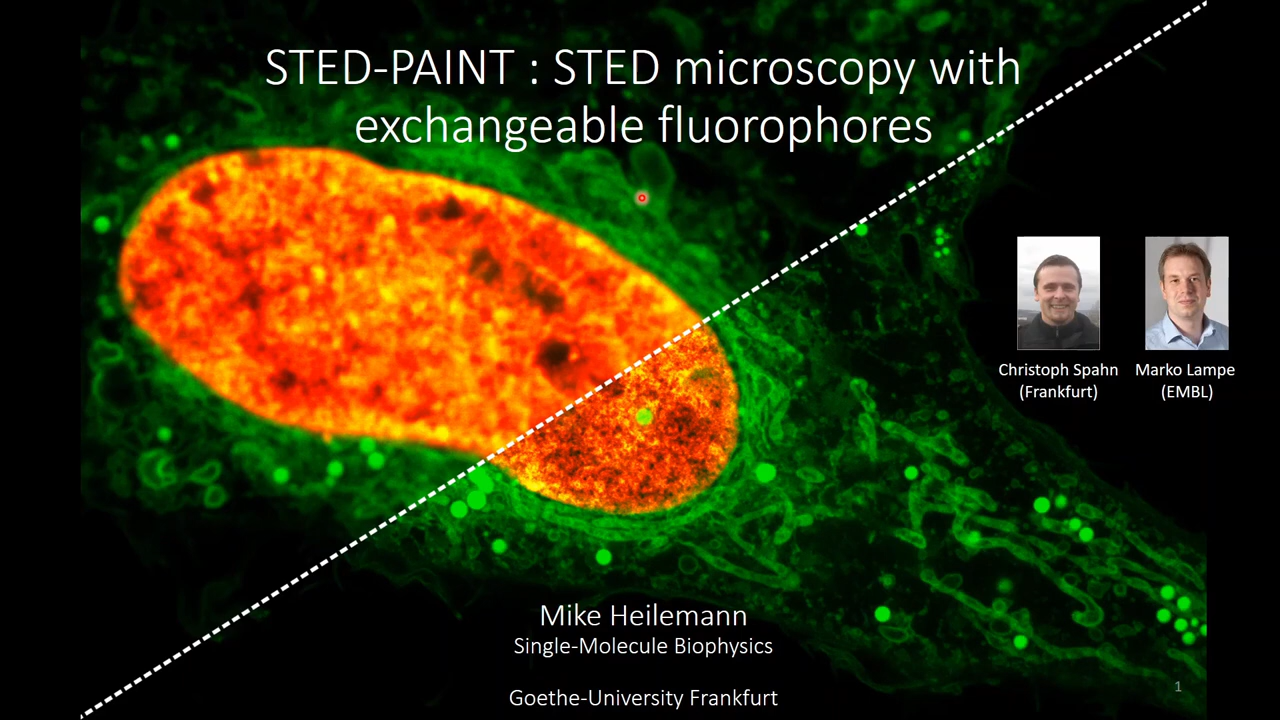 STED-PAINT : STED microscopy with
exchangeable fluorophores
Christoph Spahn
(Frankfurt)
Marko Lampe
(EMBL)
Mike Heilemann
Single-Molecule Biophysics
Goethe-University Frankfurt
1